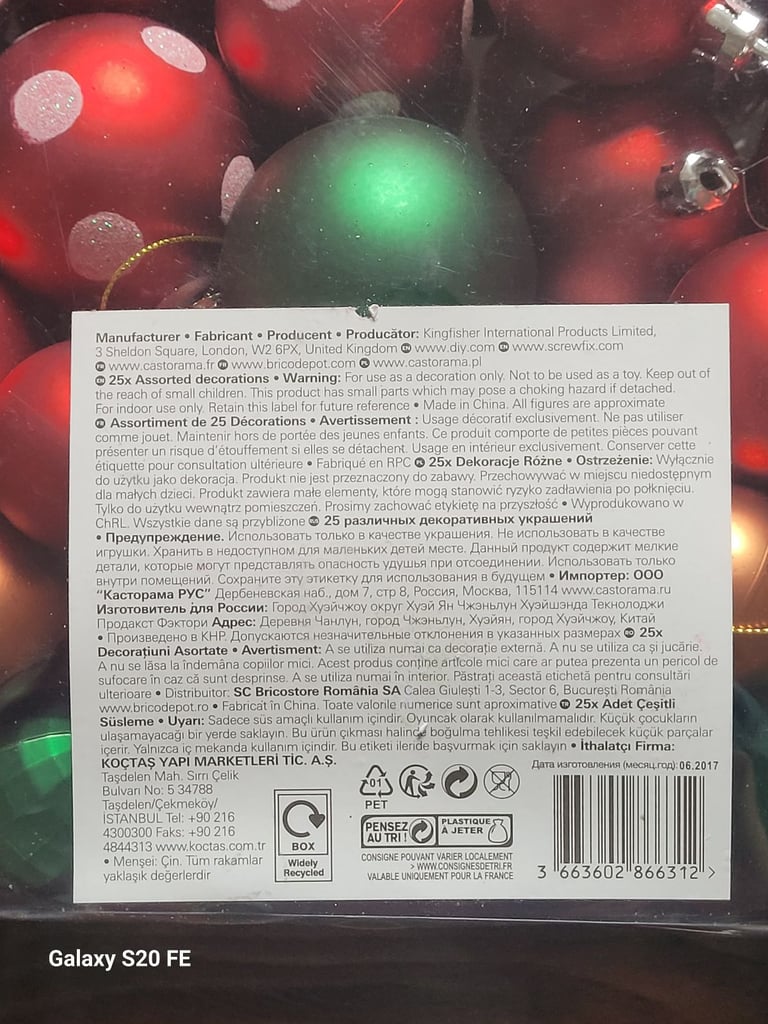 Manufacturer • Fabricant • Producent • Producător: Kingfisher International Products Limited,
3 Sheldon Square, London, W2 6PX, United Kingdom EN www.diy.com EN www.screwfix.com
FR www.castorama.fr FR www.bricodepot.com PL www.castorama.pl
EN 25x Assorted decorations • Warning: For use as a decoration only. Not to be used as a toy. Keep out of
the reach of small children. This product has small parts which may pose a choking hazard if detached.
For indoor use only. Retain this label for future reference • Made in China. All figures are approximate
FR Assortiment de 25 Décorations • Avertissement : Usage décoratif exclusivement. Ne pas utiliser
comme jouet. Maintenir hors de portée des jeunes enfants. Ce produit comporte de petites pièces pouvant
présenter un risque d'étouffement si elles se détachent. Usage en intérieur exclusivement. Conserver cette
étiquette pour consultation ultérieure • Fabriqué en RPC PL 25x Dekoracje Różne • Ostrzeżenie: Wyłącznie
do użytku jako dekoracja. Produkt nie jest przeznaczony do zabawy. Przechowywać w miejscu niedostępnym
dla małych dzieci. Produkt zawiera małe elementy, które mogą stanowić ryzyko zadławienia po połknięciu.
Tylko do użytku wewnątrz pomieszczeń. Prosimy zachować etykietę na przyszłość • Wyprodukowano w
ChRL. Wszystkie dane są przybliżone RUS 25 различных декоративных украшений
• Предупреждение. Использовать только в качестве украшения. Не использовать в качестве
игрушки. Хранить в недоступном для маленьких детей месте. Данный продукт содержит мелкие
детали, которые могут представлять опасность удушья при отсоединении. Использовать только
внутри помещений. Сохраните эту этикетку для использования в будущем • Импортер: ООО
"Касторама РУС" Дербеневская наб., дом 7, стр 8, Россия, Москва, 115114 www.castorama.ru
Изготовитель для России: Город Хуэйчжоу округ Хуэй Ян Чжэньлун Хуэйшэнда Текнолоджи
Продакст Фэктори Адрес: Деревня Чанлун, город Чжэньлун, Хуэйян, город Хуэйчжоу, Китай
• Произведено в КНР. Допускаются незначительные отклонения в указанных размерах RO 25x
Decorațiuni Asortate • Avertisment: A se utiliza numai ca decorație externă. A nu se utiliza ca și jucărie.
A nu se lăsa la îndemâna copiilor mici. Acest produs conține articole mici care ar putea prezenta un pericol de
sufocare în caz că sunt desprinse. A se utiliza numai în interior. Păstrați această etichetă pentru consultări
ulterioare • Distribuitor: SC Bricostore România SA Calea Giulești 1-3, Sector 6, București România
www.bricodepot.ro • Fabricat în China. Toate valorile numerice sunt aproximative TR 25x Adet Çeşitli
Süsleme • Uyarı: Sadece süs amaçlı kullanım içindir. Oyuncak olarak kullanılmamalıdır. Küçük çocukların
ulaşamayacağı bir yerde saklayın. Bu ürün çıkması halinde boğulma tehlikesi teşkil edebilecek küçük parçalar
içerir. Yalnızca iç mekanda kullanım içindir. Bu etiketi ileride başvurmak için saklayın • İthalatçı Firma:
KOÇTAŞ YAPI MARKETLERİ TİC. A.Ş.
Taşdelen Mah. Sırrı Çelik
Bulvarı No: 5 34788
Taşdelen/Çekmeköy/
İSTANBUL Tel: +90 216
4300300 Faks: +90 216
4844313 www.koctas.com.tr
• Menşei: Çin. Tüm rakamlar
yaklaşık değerlerdir
BOX
Widely
Recycled
01
PET
PENSEZ
AU TRI !
PLASTIQUE
À JETER
CONSIGNE POUVANT VARIER LOCALEMENT
> WWW.CONSIGNESDETRI.FR
VALABLE UNIQUEMENT POUR LA FRANCE
Дата изготовления (месяц.год): 06.2017
3 663602 866312 >
Galaxy S20 FE